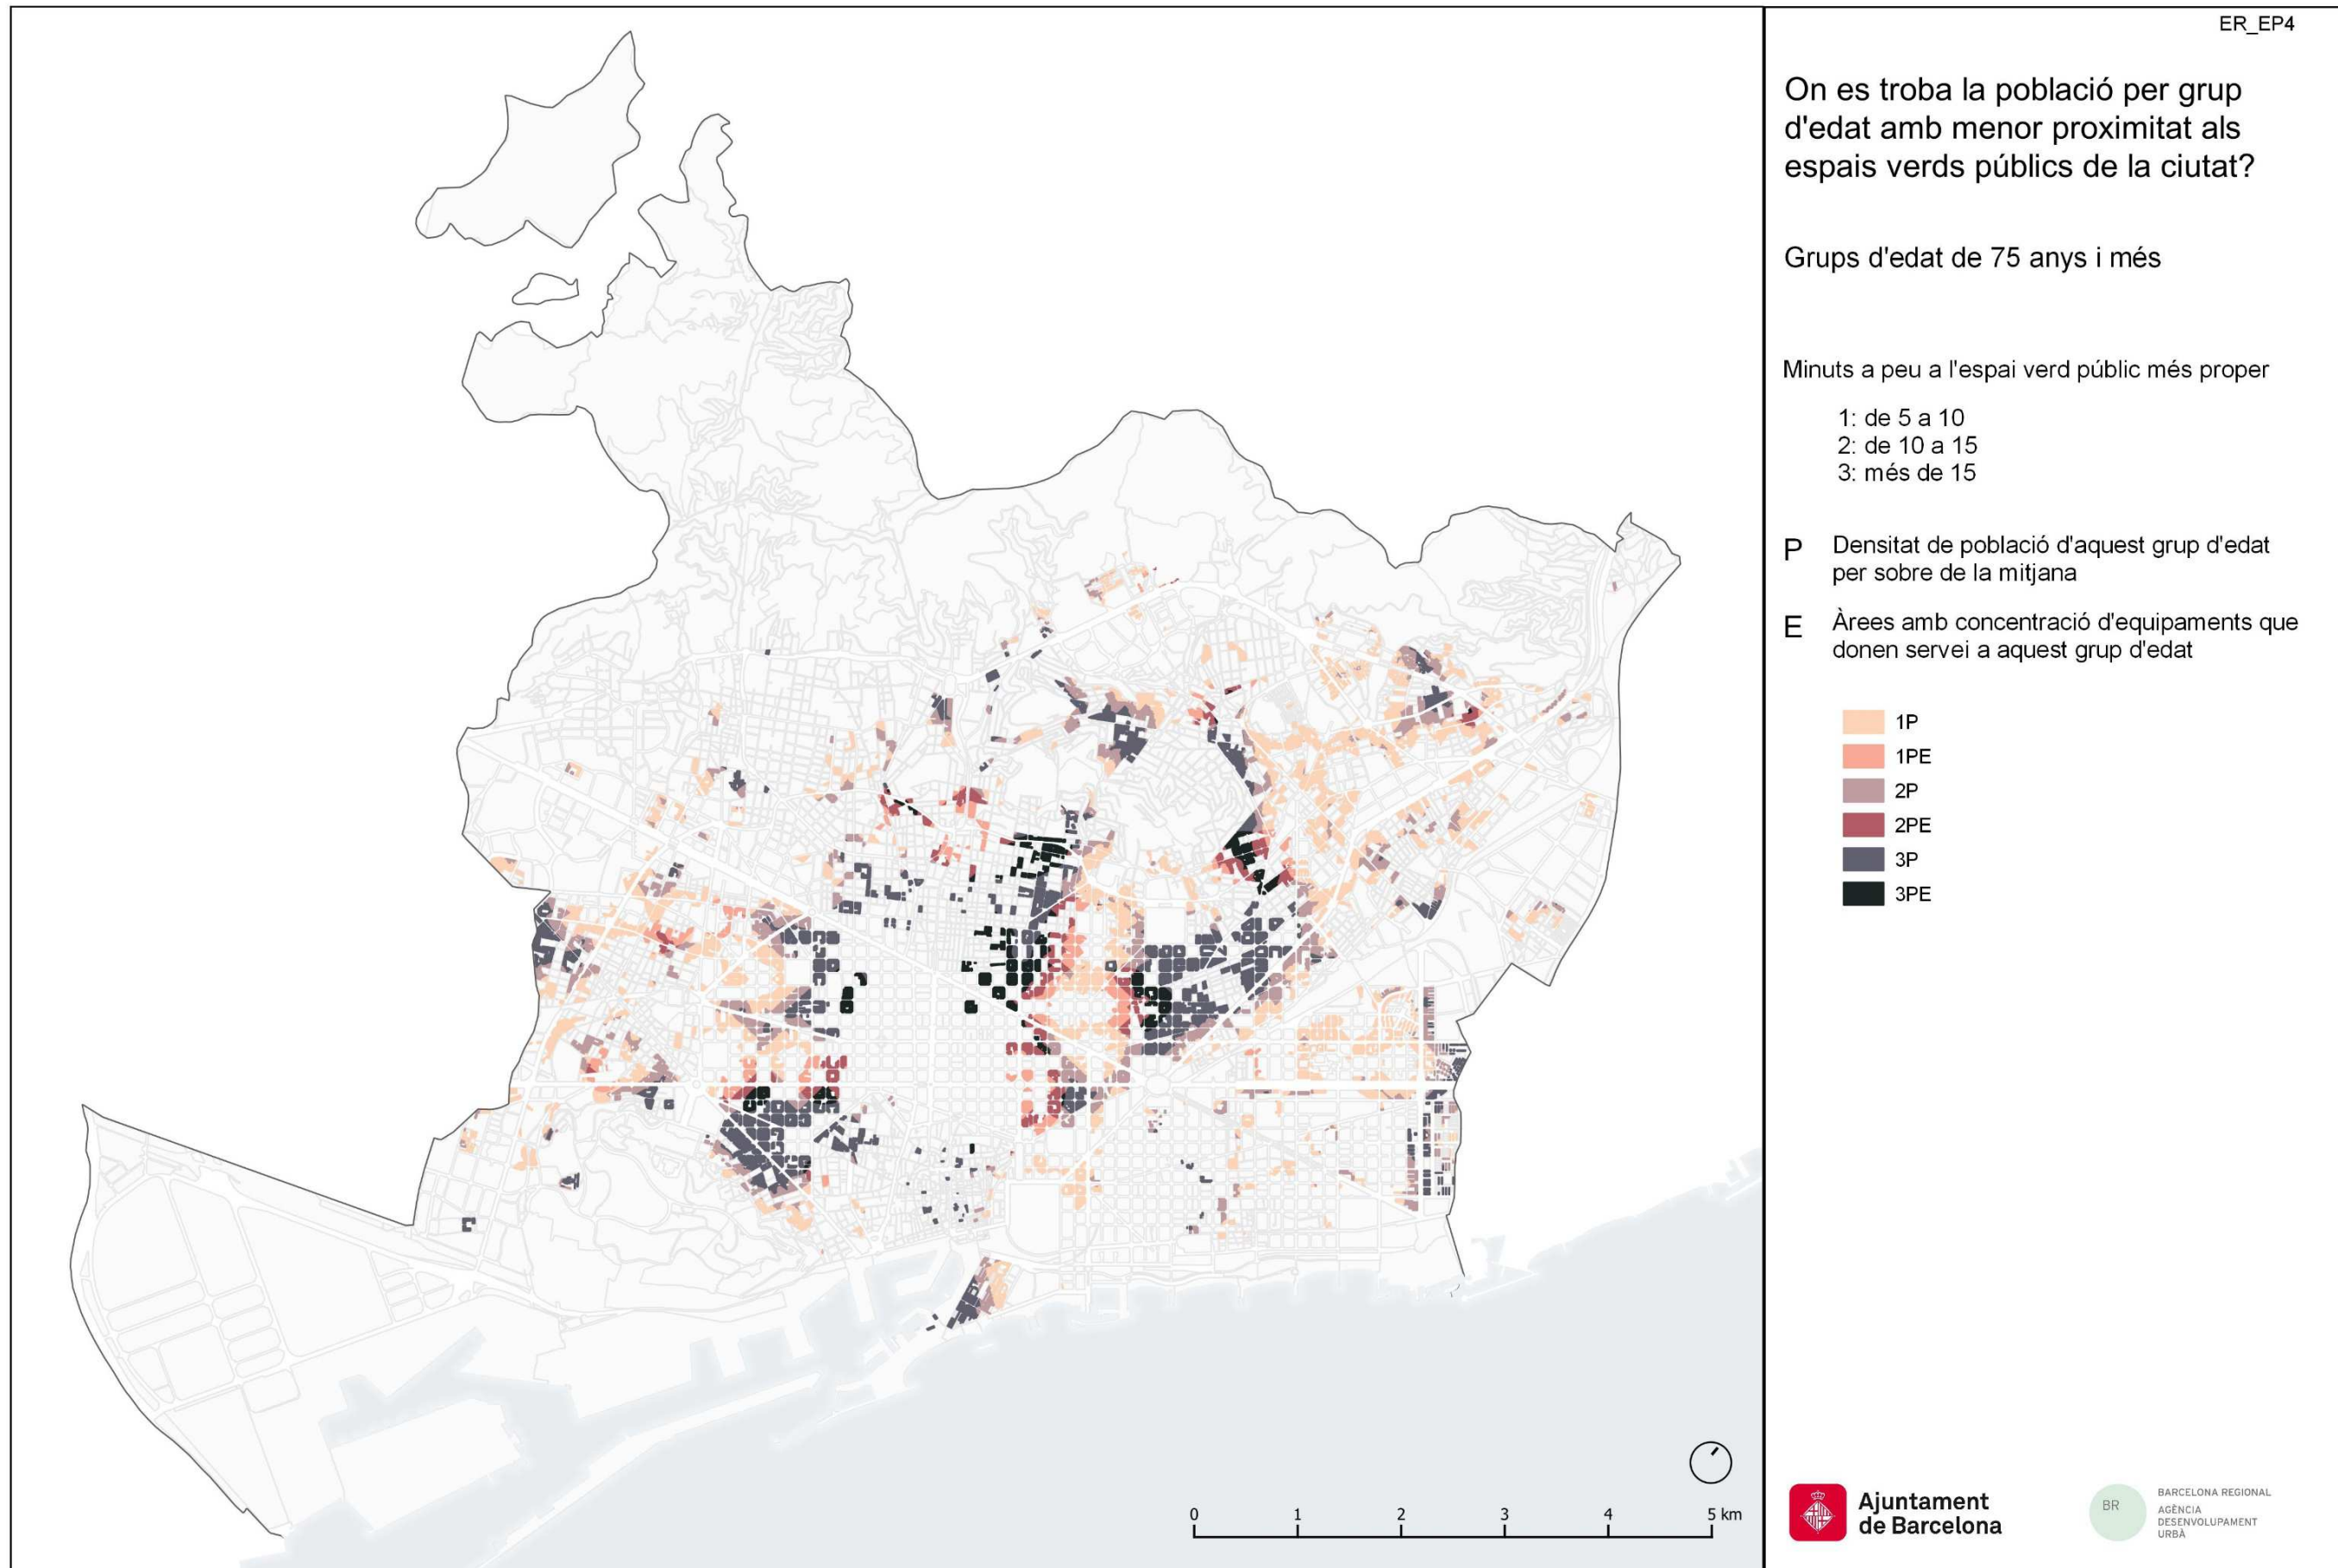 ER_EP4
On es troba la població per grup
d'edat amb menor proximitat als
espais verds públics de la ciutat?
Grups d'edat de 75 anys i més
Minuts a peu a l'espai verd públic més proper
1: de 5 a 10
2: de 10 a 15
3: més de 15
P Densitat de població d'aquest grup d'edat
per sobre de la mitjana
E Àrees amb concentració d'equipaments que
donen servei a aquest grup d'edat
1P
1PE
2P
2PE
3P
3PE
0 1 2 3 4 5 km
Ajuntament
de Barcelona
BR
BARCELONA REGIONAL
AGÈNCIA
DESENVOLUPAMENT
URBÀ